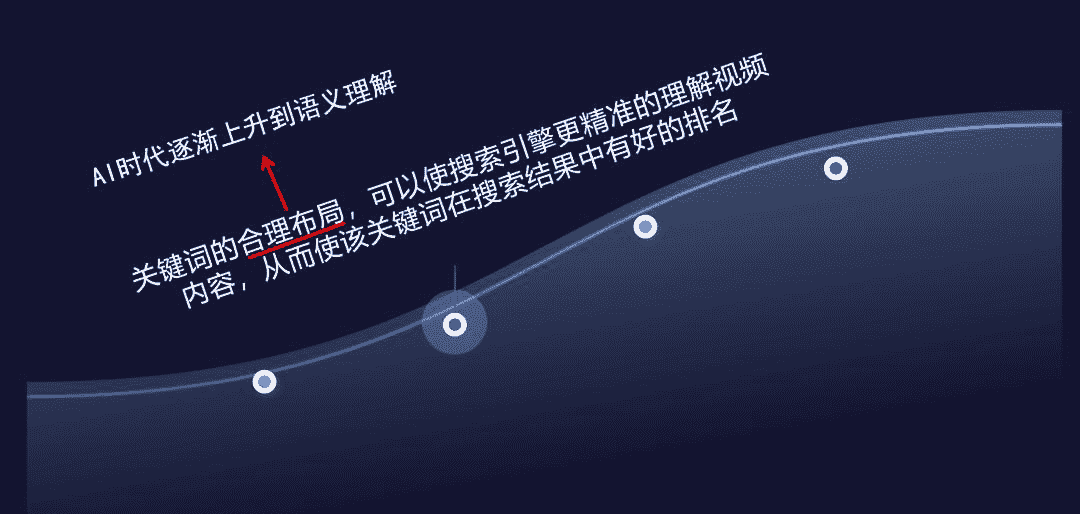 AI时代逐渐上升到语义理解
关键词的合理布局，可以使搜索引擎更精准的理解视频
内容，从而使该关键词在搜索结果中有好的排名